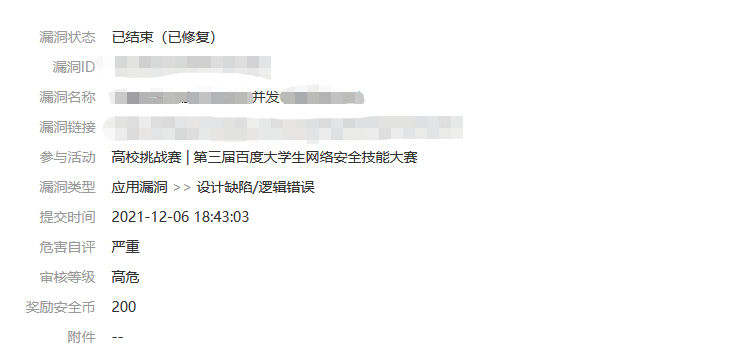 漏洞状态 已结束（已修复）
漏洞ID
漏洞名称 并发
漏洞链接
参与活动 高校挑战赛 | 第三届百度大学生网络安全技能大赛
漏洞类型 应用漏洞 >> 设计缺陷/逻辑错误
提交时间 2021-12-06 18:43:03
危害自评 严重
审核等级 高危
奖励安全币 200
附件 --